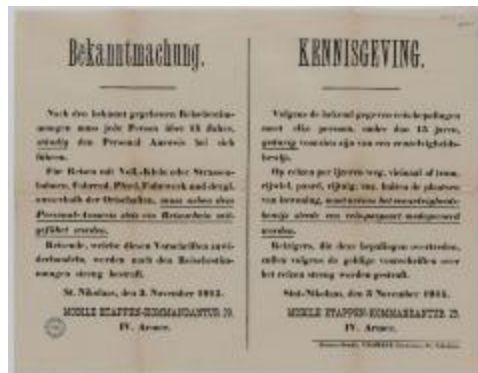 Bekanntmachung.
Nach den bekannt gegebenen Reisebestim-
mungen muss jede Person über 15 Jahre,
ständig den Personal Ausweis bei sich
führen.
Für Reisen mit Voll-, Klein oder Strassen-
bahnen, Fahrrad, Pferd, Fuhrwerk und dergl.
ausserhalb der Ortschaften, muss neben dem
Personal-Ausweis stets ein Reiseschein mit-
geführt werden.
Reisende, welche diesen Vorschriften zuwi-
derhandeln, werden nach den Reisebestim-
mungen streng bestraft.
St. Nikolaus, den 3. November 1915.
MOBILE ETAPPEN-KOMMANDANTUR
IV. Armee.
KENNISGEVING.
Volgens de bekend gegeven reisbepalingen
moet elke persoon, ouder dan 15 jaren,
voorzien zijn van een eenzelvigheids-
bewijs.
Op reizen per ijzeren weg, vicinaal of tram,
rijwiel, paard, rijtuig, enz. buiten de plaatsen
van inwoning, moet nevens het eenzelvigheids-
bewijs steeds een reispaspoort medegevoerd
worden.
Reizigers, die deze bepalingen overtreden,
zullen volgens de geldige voorschriften over
het reizen streng worden gestraft.
Sint-Nikolaas, den 3 November 1915.
MOBILE ETAPPEN-KOMMANDANTUR
IV. Armee.